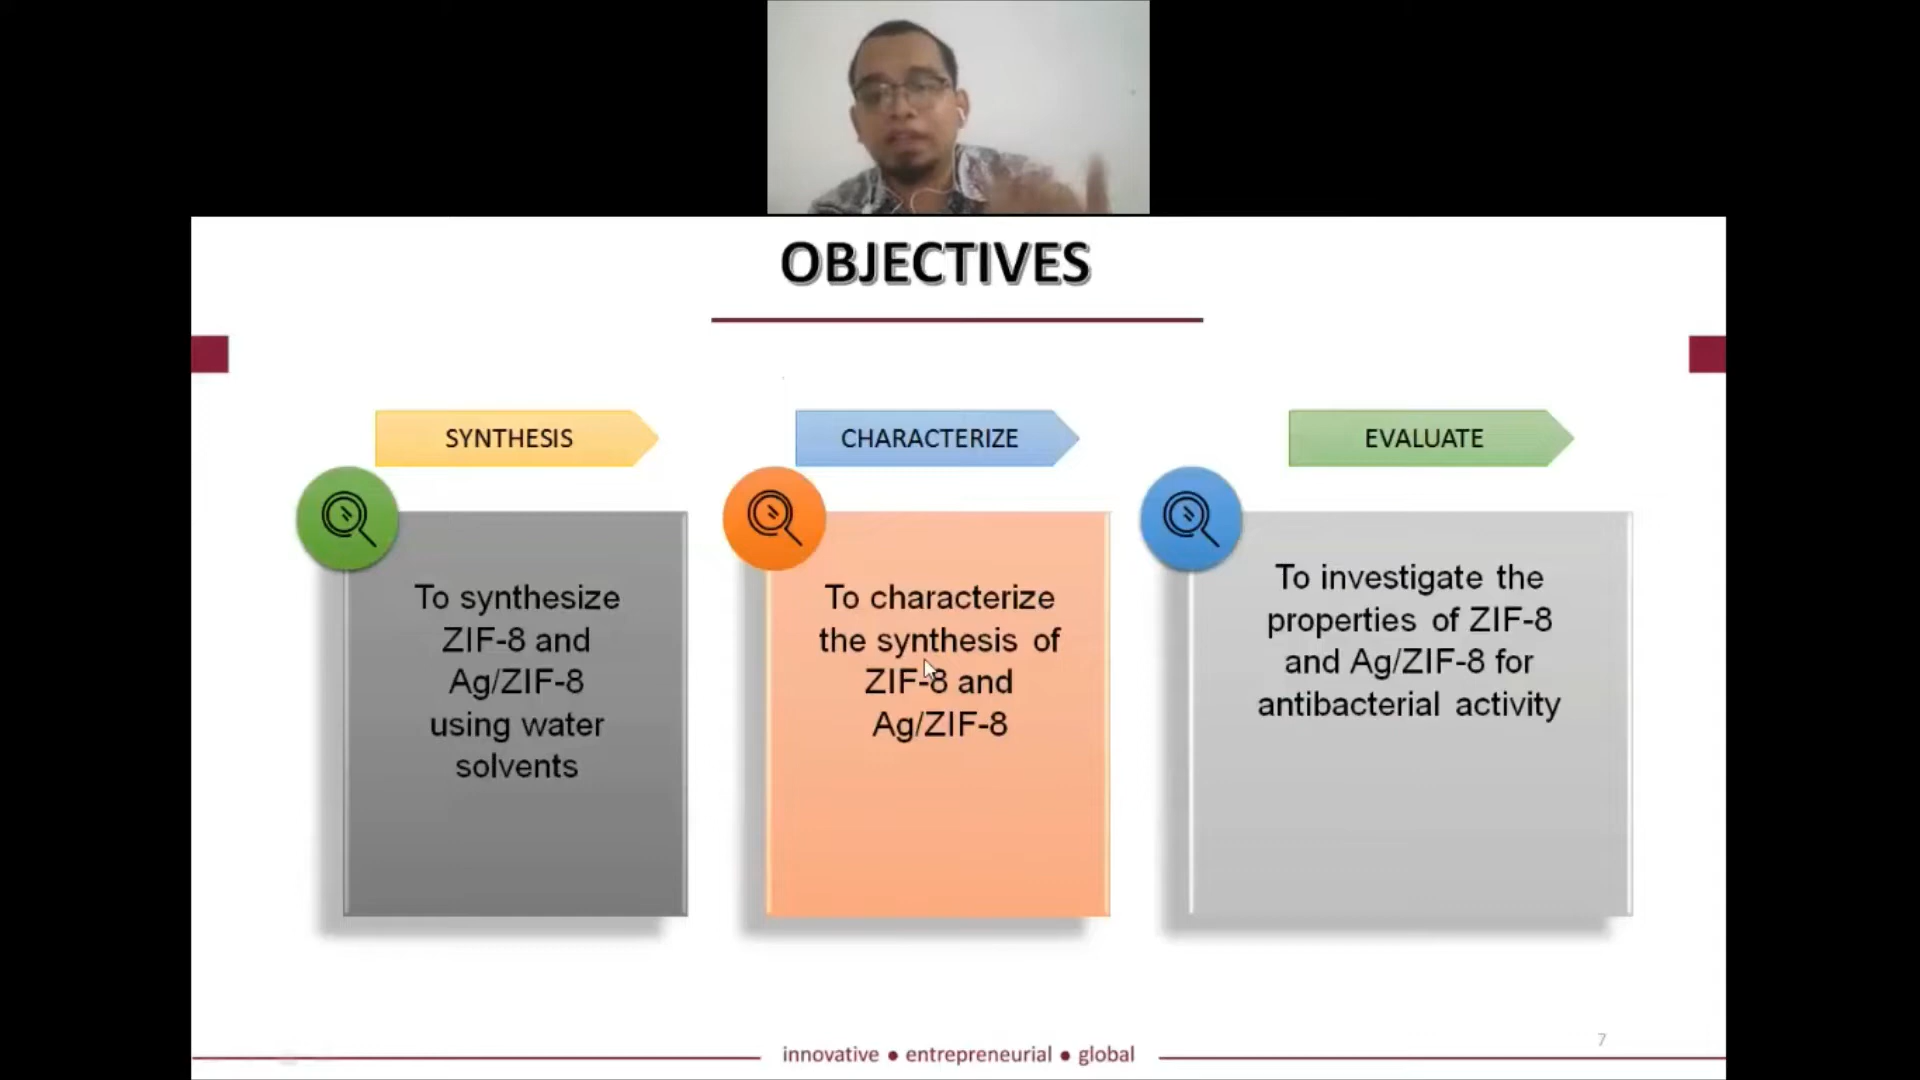 OBJECTIVES
SYNTHESIS
To synthesize
ZIF-8 and
Ag/ZIF-8
using water
solvents
CHARACTERIZE
To characterize
the synthesis of
ZIF-8 and
Ag/ZIF-8
EVALUATE
To investigate the
properties of ZIF-8
and Ag/ZIF-8 for
antibacterial activity
7
innovative ● entrepreneurial ● global